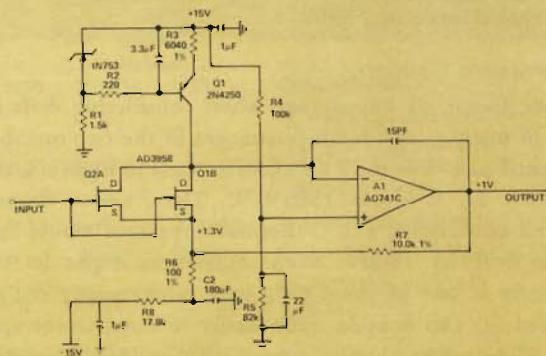 +15V
R3
6040
1%
3.3µF
1µF
IN753
R2
220
Q1
2N4250
R1
1.5k
R4
100k
15PF
AD3958
Q2A
Q1B
D
D
S
S
INPUT
+1.3V
A1
AD741C
+1V
OUTPUT
R7
10.0k 1%
R6
100
1%
C2
180µF
R8
17.8k
R5
82k
22
µF
1µF
-15V